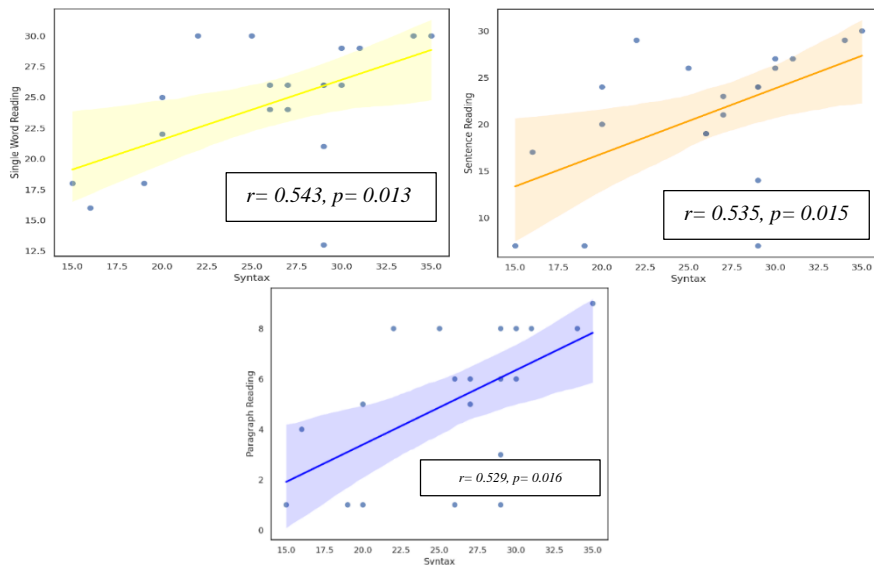 Single Word Reading
30.0
27.5
25.0
22.5
20.0
17.5
15.0
12.5
r= 0.543, p= 0.013
15.0 17.5 20.0 22.5 25.0 27.5 30.0 32.5 35.0
Syntax
Sentence Reading
30
25
20
15
10
r= 0.535, p= 0.015
15.0 17.5 20.0 22.5 25.0 27.5 30.0 32.5 35.0
Syntax
Paragraph Reading
8
6
4
2
0
r= 0.529, p= 0.016
15.0 17.5 20.0 22.5 25.0 27.5 30.0 32.5 35.0
Syntax